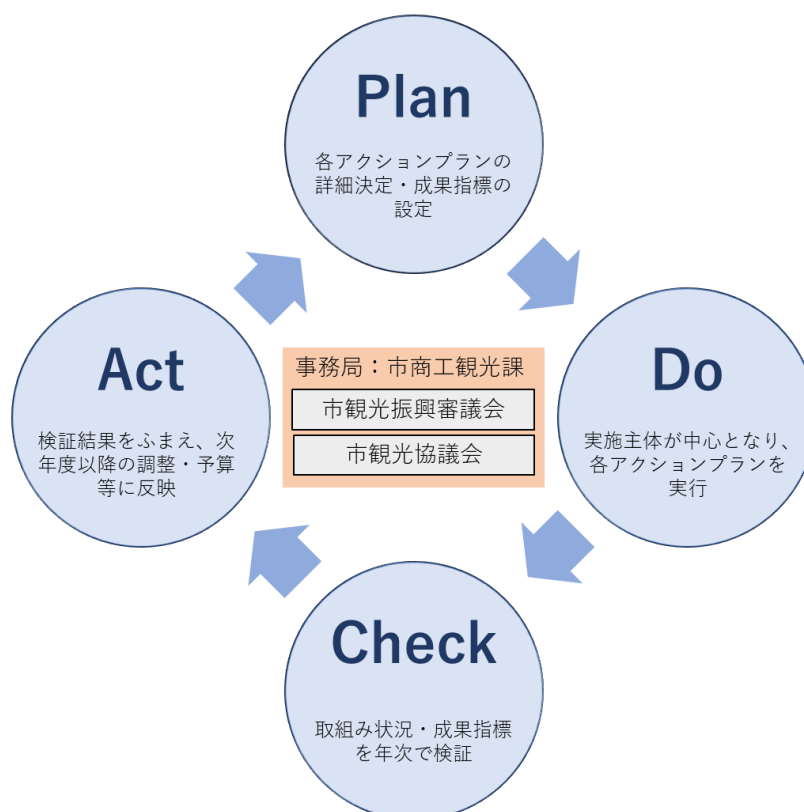 Plan
各アクションプランの
詳細決定・成果指標の
設定
Act
検証結果をふまえ、次
年度以降の調整・予算
等に反映
事務局：市商工観光課
市観光振興審議会
市観光協議会
Do
実施主体が中心となり、
各アクションプランを
実行
Check
取組み状況・成果指標
を年次で検証